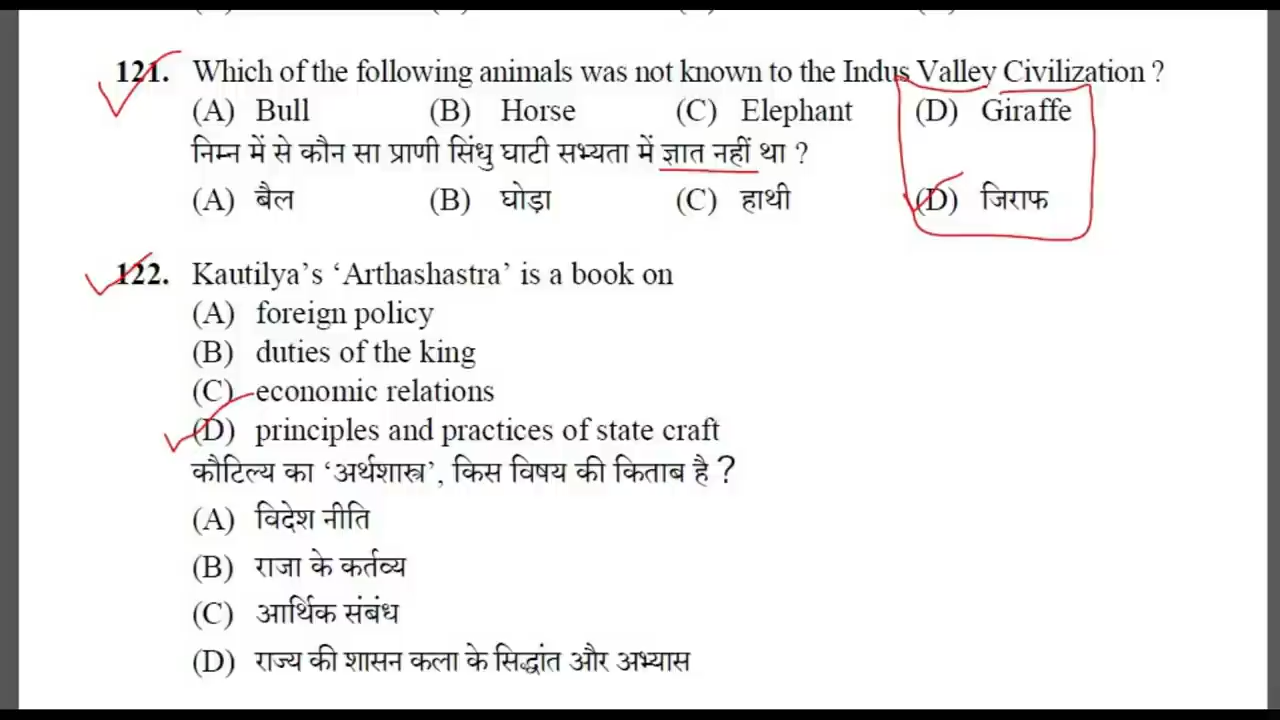 121. Which of the following animals was not known to the Indus Valley Civilization ?
(A) Bull (B) Horse (C) Elephant (D) Giraffe
निम्न में से कौन सा प्राणी सिंधु घाटी सभ्यता में ज्ञात नहीं था ?
(A) बैल (B) घोड़ा (C) हाथी (D) जिराफ
122. Kautilya's 'Arthashastra' is a book on
(A) foreign policy
(B) duties of the king
(C) economic relations
(D) principles and practices of state craft
कौटिल्य का 'अर्थशास्त्र', किस विषय की किताब है ?
(A) विदेश नीति
(B) राजा के कर्तव्य
(C) आर्थिक संबंध
(D) राज्य की शासन कला के सिद्धांत और अभ्यास